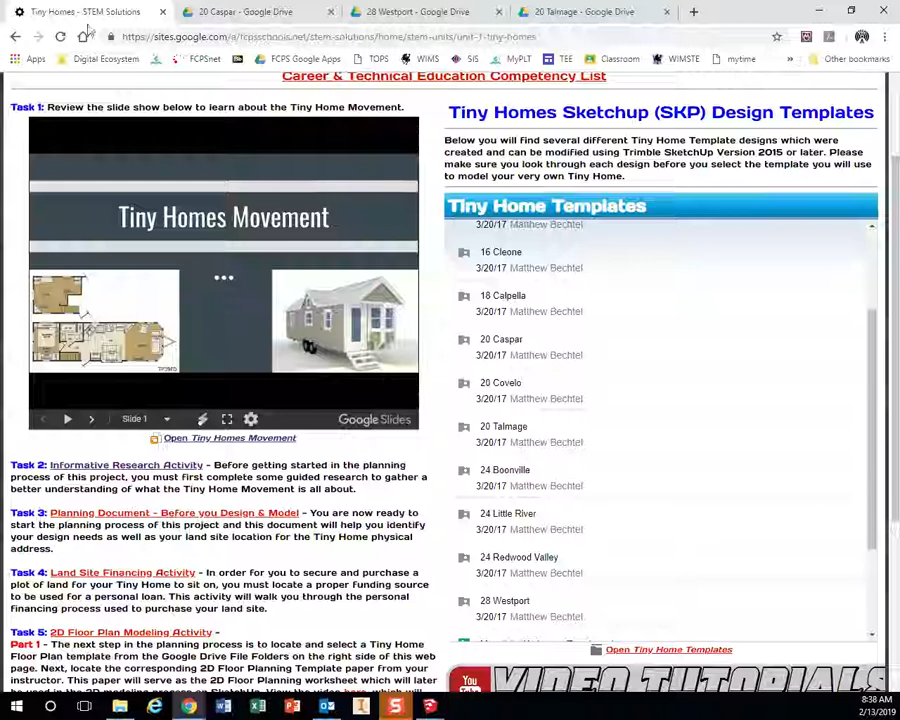 Tiny Homes - STEM Solutions
20 Caspar - Google Drive
28 Westport - Google Drive
20 Talmage - Google Drive
https://sites.google.com/a/fcpsschools.net/stem-solutions/home/stem-units/unit-1-tiny-homes
Apps
Digital Ecosystem
FCPSnet
FCPS Google Apps
TOPS
WIMS
SiS
MyPLT
TEE
Classroom
WIMSTE
mytime
»
Other bookmarks
Career & Technical Education Competency List
Task 1: Review the slide show below to learn about the Tiny Home Movement.
Tiny Homes Movement
Slide 1
Google Slides
Open Tiny Homes Movement
Task 2: Informative Research Activity - Before getting started in the planning
process of this project, you must first complete some guided research to gather a
better understanding of what the Tiny Home Movement is all about.
Task 3: Planning Document - Before you Design & Model - You are now ready to
start the planning process of this project and this document will help you identify
your design needs as well as your land site location for the Tiny Home physical
address.
Task 4: Land Site Financing Activity - In order for you to secure and purchase a
plot of land for your Tiny Home to sit on, you must locate a proper funding source
to be used for a personal loan. This activity will walk you through the personal
financing process used to purchase your land site.
Task 5: 2D Floor Plan Modeling Activity -
Part 1 - The next step in the planning process is to locate and select a Tiny Home
Floor Plan template from the Google Drive File Folders on the right side of this web
page. Next, locate the corresponding 2D Floor Planning Template paper from your
instructor. This paper will serve as the 2D Floor Planning worksheet which will later
be used in the 2D modeling process on SketchUp. View the video here, which will
Tiny Homes Sketchup (SKP) Design Templates
Below you will find several different Tiny Home Template designs which were
created and can be modified using Trimble SketchUp Version 2015 or later. Please
make sure you look through each design before you select the template you will use
to model your very own Tiny Home.
Tiny Home Templates
3/20/17 Matthew Bechtel
16 Cleone
3/20/17 Matthew Bechtel
18 Calpella
3/20/17 Matthew Bechtel
20 Caspar
3/20/17 Matthew Bechtel
20 Covelo
3/20/17 Matthew Bechtel
20 Talmage
3/20/17 Matthew Bechtel
24 Boonville
3/20/17 Matthew Bechtel
24 Little River
3/20/17 Matthew Bechtel
24 Redwood Valley
3/20/17 Matthew Bechtel
28 Westport
3/20/17 Matthew Bechtel
Open Tiny Home Templates
You
Tube
VIDEO TUTORIALS
8:38 AM
2/13/2019